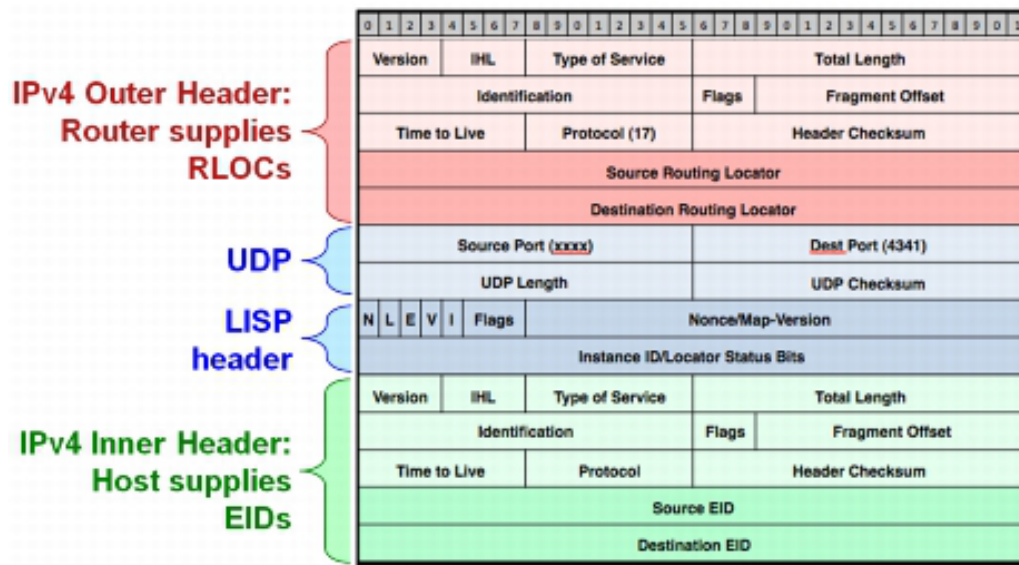 0 1 2 3 4 5 6 7 8 9 0 1 2 3 4 5 6 7 8 9 0 1 2 3 4 5 6 7 8 9 0 1
IPv4 Outer Header:
Router supplies
RLOCs
Version IHL Type of Service Total Length
Identification Flags Fragment Offset
Time to Live Protocol (17) Header Checksum
Source Routing Locator
Destination Routing Locator
UDP
Source Port (xxxx) Dest Port (4341)
UDP Length UDP Checksum
LISP
header
N L E V I Flags Nonce/Map-Version
Instance ID/Locator Status Bits
IPv4 Inner Header:
Host supplies
EIDs
Version IHL Type of Service Total Length
Identification Flags Fragment Offset
Time to Live Protocol Header Checksum
Source EID
Destination EID